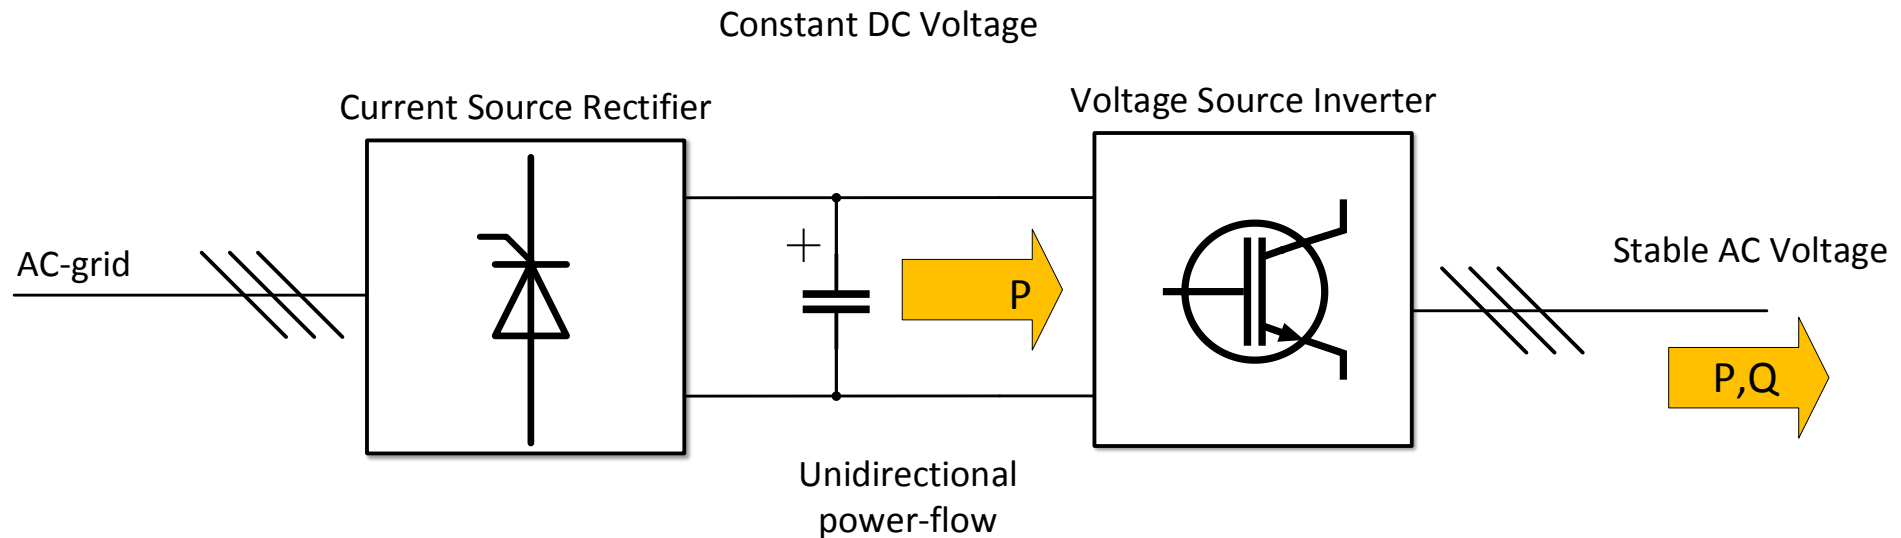 Constant DC Voltage
Current Source Rectifier
Voltage Source Inverter
AC-grid
P
Stable AC Voltage
P,Q
Unidirectional
power-flow